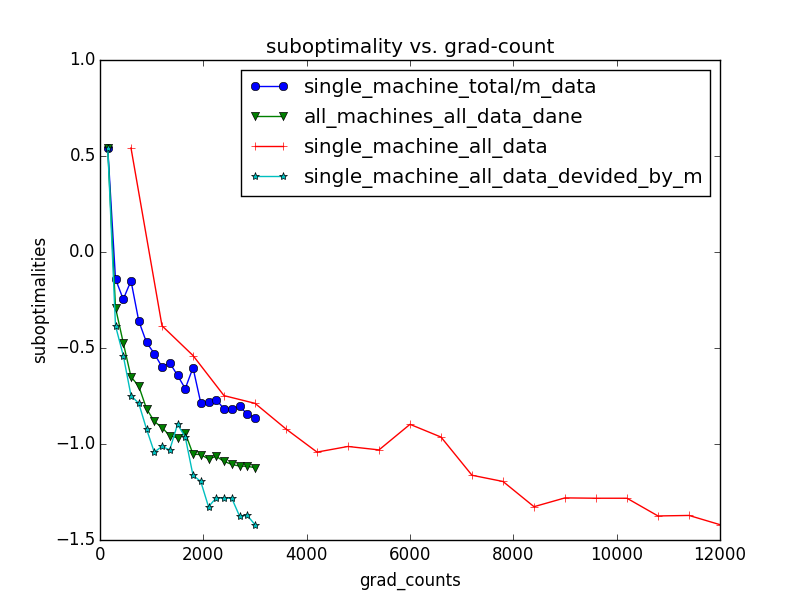 suboptimality vs. grad-count
single_machine_total/m_data
all_machines_all_data_dane
single_machine_all_data
single_machine_all_data_devided_by_m
suboptimalities
1.0
0.5
0.0
−0.5
−1.0
−1.5
0 2000 4000 6000 8000 10000 12000
grad_counts